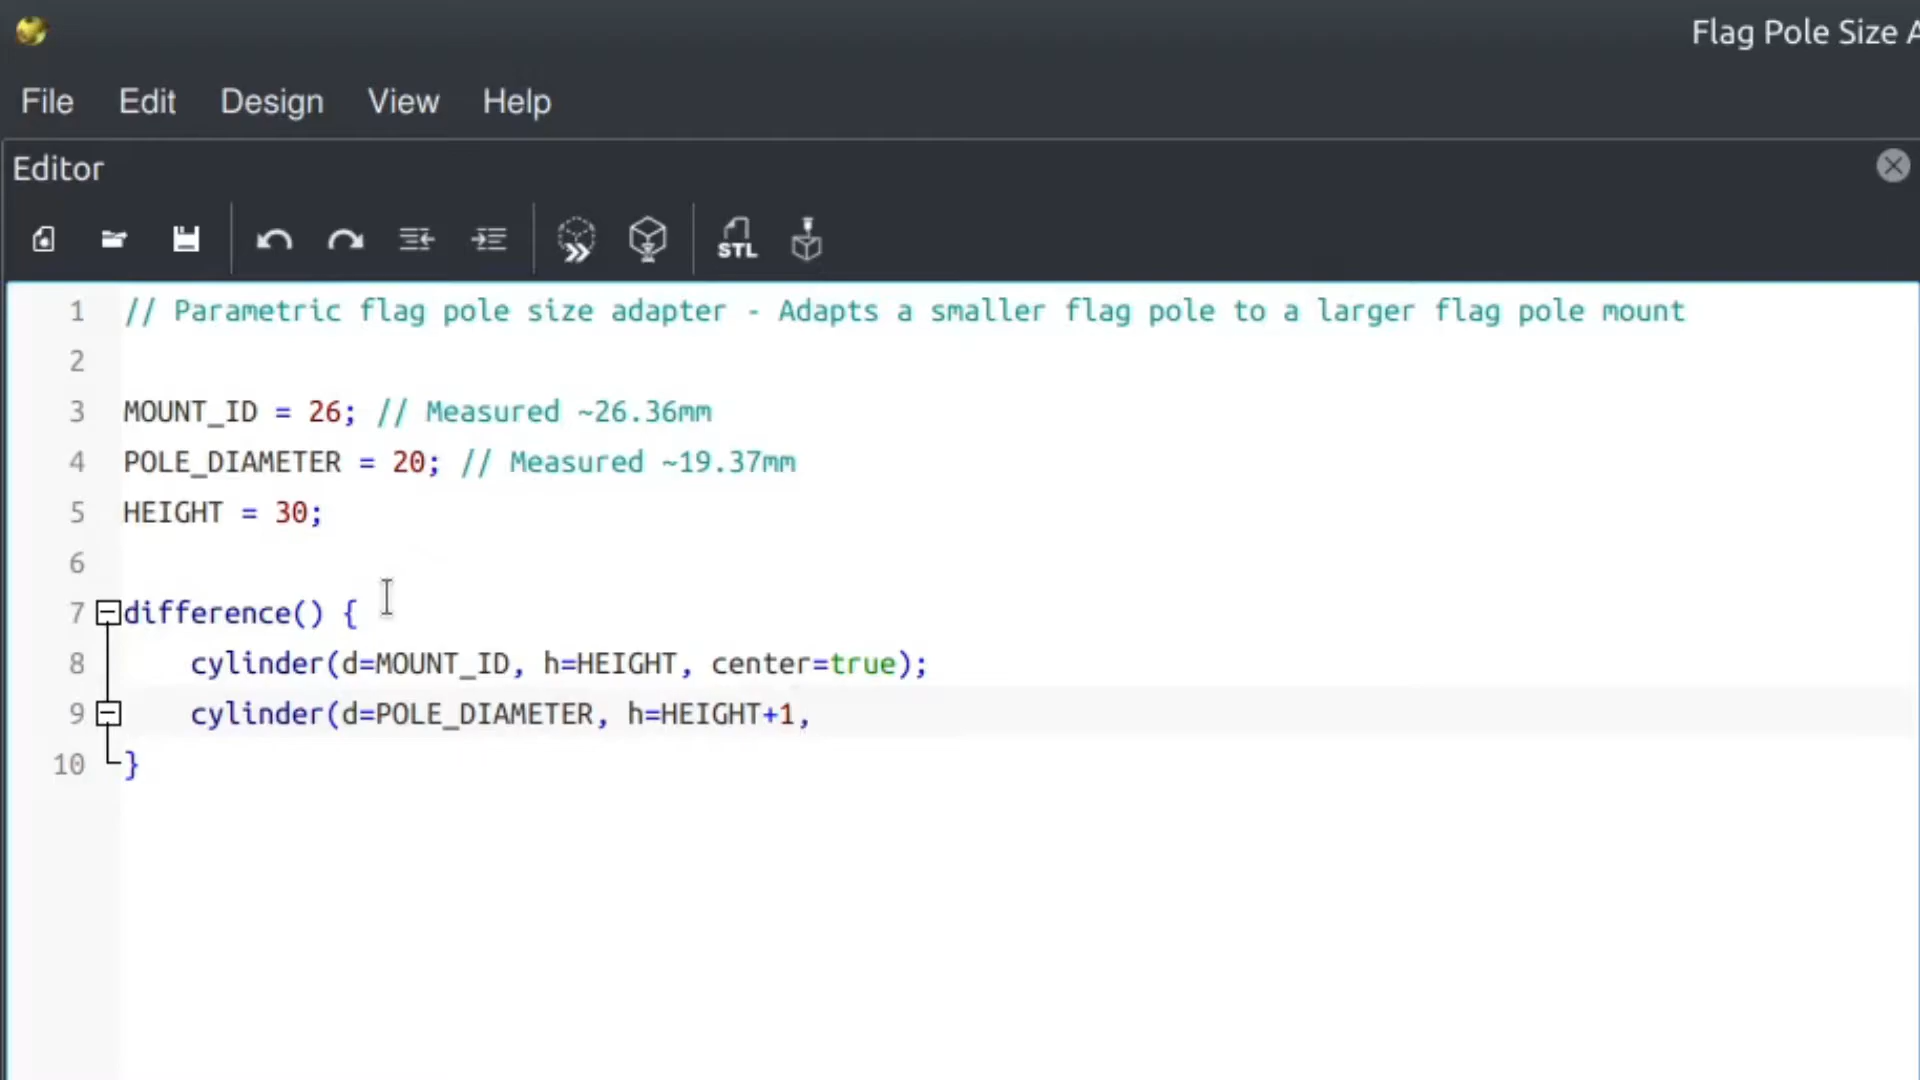 Flag Pole Size A
File Edit Design View Help
Editor
STL
1 // Parametric flag pole size adapter - Adapts a smaller flag pole to a larger flag pole mount
2
3 MOUNT_ID = 26; // Measured ~26.36mm
4 POLE_DIAMETER = 20; // Measured ~19.37mm
5 HEIGHT = 30;
6
7 difference() {
8 cylinder(d=MOUNT_ID, h=HEIGHT, center=true);
9 cylinder(d=POLE_DIAMETER, h=HEIGHT+1,
10 }